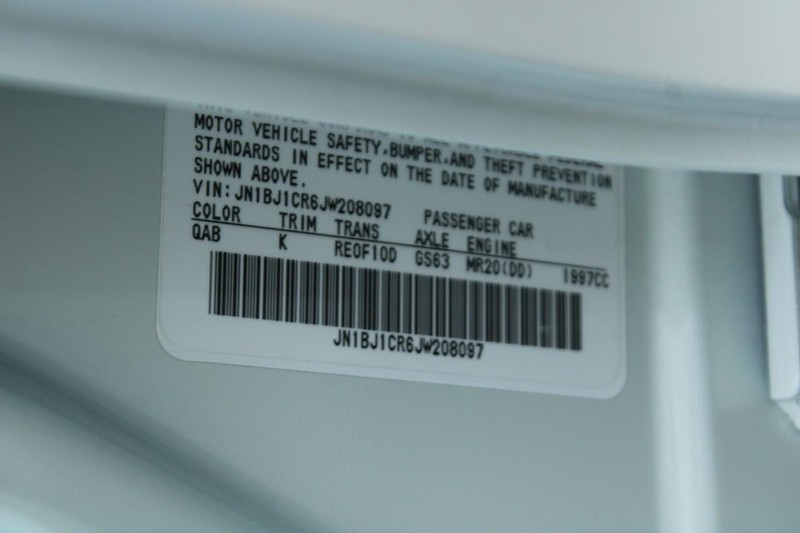 MOTOR VEHICLE SAFETY,BUMPER,AND THEFT PREVENTION
STANDARDS IN EFFECT ON THE DATE OF MANUFACTURE
SHOWN ABOVE.
VIN:JN1BJ1CR6JW208097 PASSENGER CAR
COLOR TRIM TRANS AXLE ENGINE
QAB K RE0F10D GS63 MR20(DD) 1997CC
JN1BJ1CR6JW208097